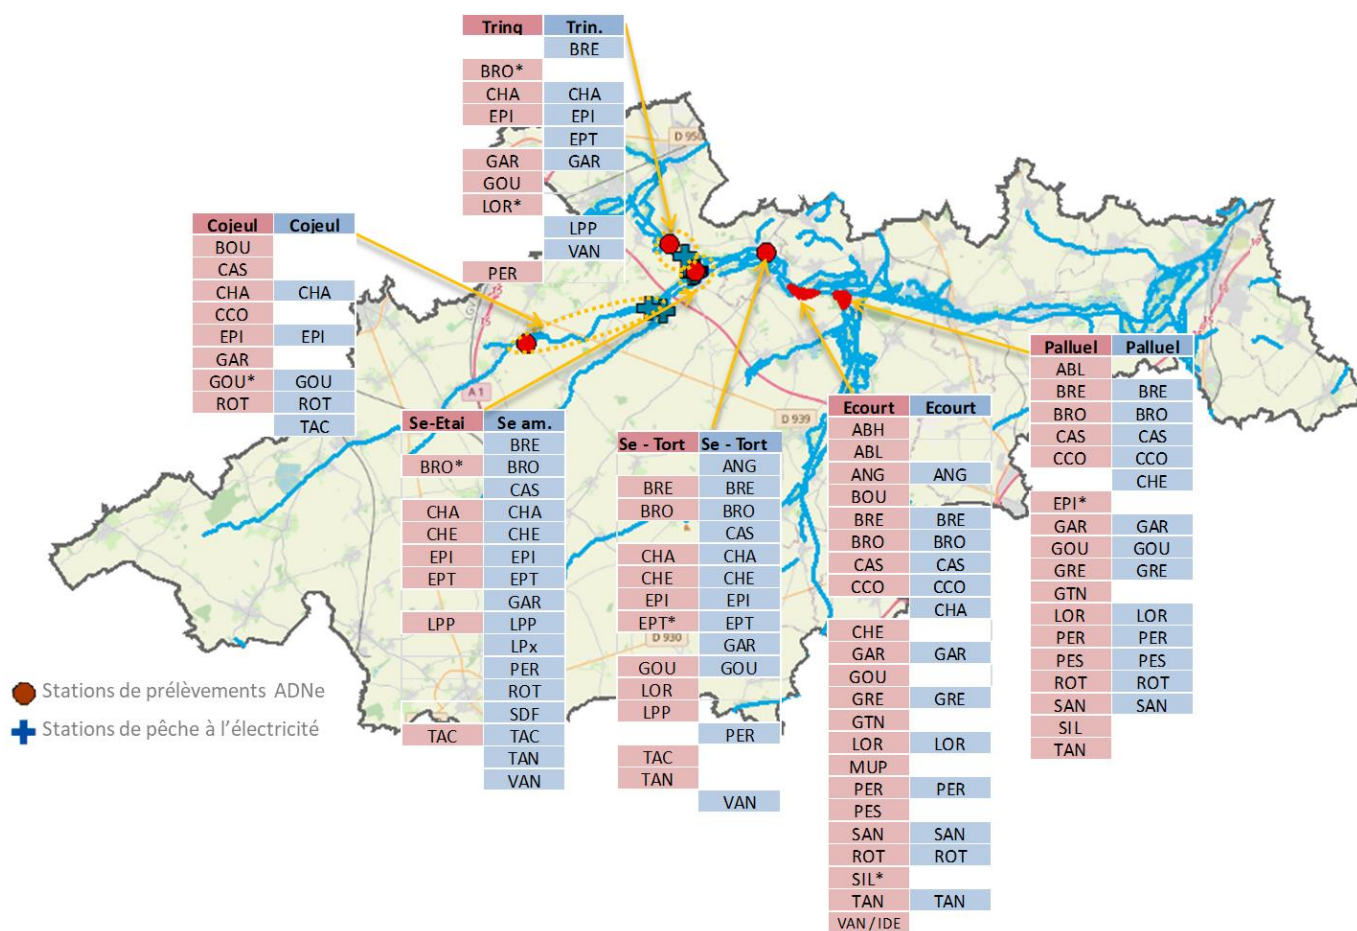 Trinq Trin.
BRE
BRO*
CHA CHA
EPI EPI
EPT
GAR GAR
GOU
LOR*
LPP
VAN
PER
D 950
Cojeul Cojeul
BOU
CAS
CHA CHA
CCO
EPI EPI
GAR
GOU* GOU
ROT ROT
TAC
A 1
15
15
19
D 939
D 930
Se-Etai Se am.
BRE
BRO* BRO
CAS
CHA CHA
CHE CHE
EPI EPI
EPT EPT
GAR
LPP LPP
LPx
PER
ROT
SDF
TAC TAC
TAN
VAN
Se - Tort Se - Tort
ANG
BRE BRE
BRO BRO
CAS
CHA CHA
CHE CHE
EPI EPI
EPT* EPT
GAR
GOU GOU
LOR
LPP
PER
TAC
TAN
VAN
Ecourt Ecourt
ABH
ABL
ANG ANG
BOU
BRE BRE
BRO BRO
CAS CAS
CCO CCO
CHA
CHE
GAR GAR
GOU
GRE GRE
GTN
LOR LOR
MUP
PER PER
PES
SAN SAN
ROT ROT
SIL*
TAN TAN
VAN / IDE
Palluel Palluel
ABL
BRE BRE
BRO BRO
CAS CAS
CCO CCO
CHE
EPI*
GAR GAR
GOU GOU
GRE GRE
GTN
LOR LOR
PER PER
PES PES
ROT ROT
SAN SAN
SIL
TAN
Stations de prélèvements ADNe
Stations de pêche à l'électricité